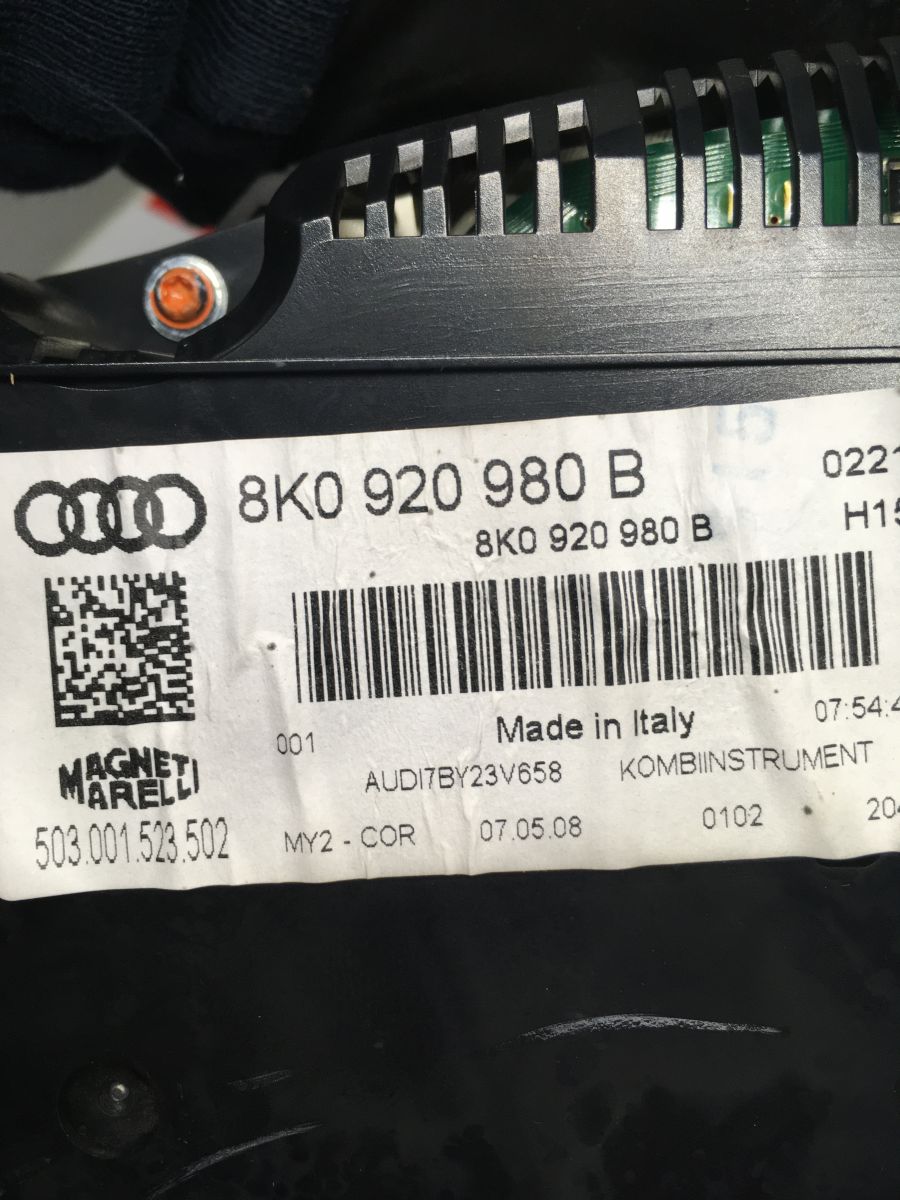 8K0 920 980 B
0221
8K0 920 980 B
H15
Made in Italy
07:54:4
001
AUDI7BY23V658
KOMBIINSTRUMENT
MAGNETI
MARELLI
503.001.523.502
MY2 - COR
07.05.08
0102
204